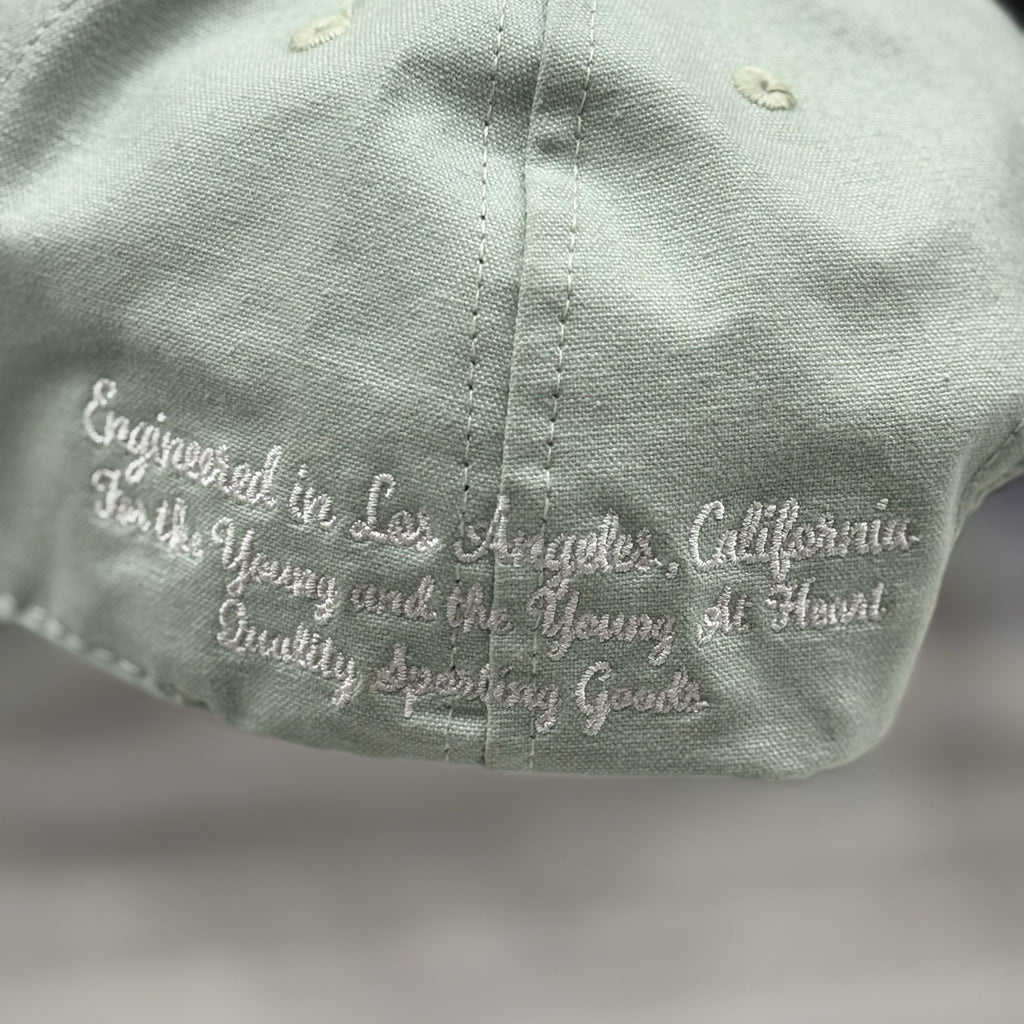 Engineered in Los Angeles, California.
For the Young and the Young At Heart
Quality Sporting Goods.